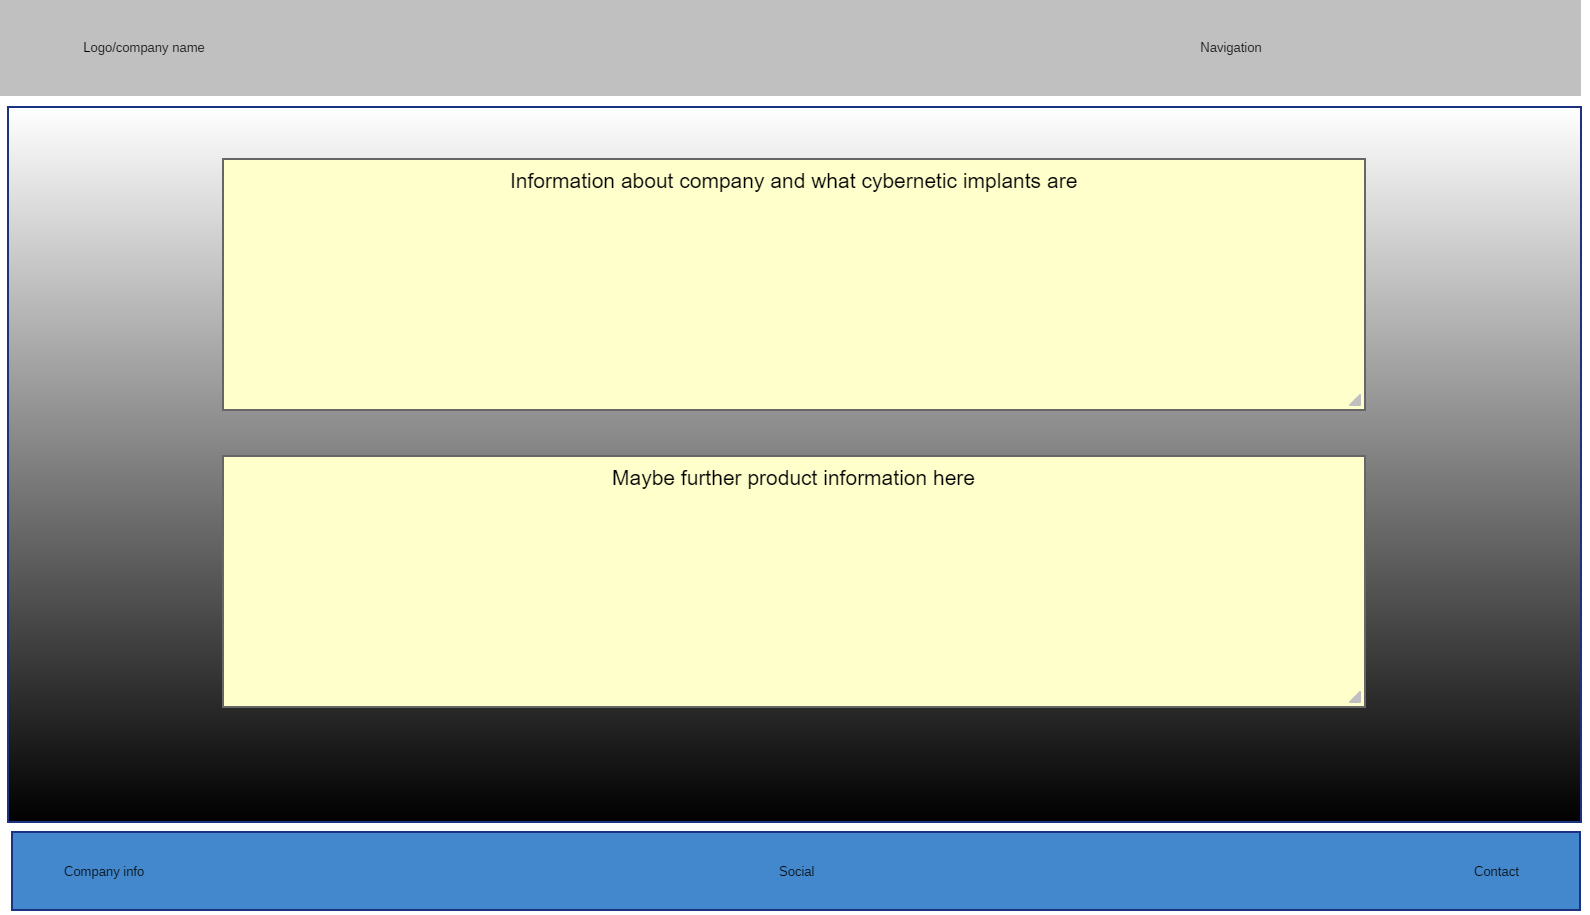 Logo/company name
Navigation
Information about company and what cybernetic implants are
Maybe further product information here
Company info
Social
Contact